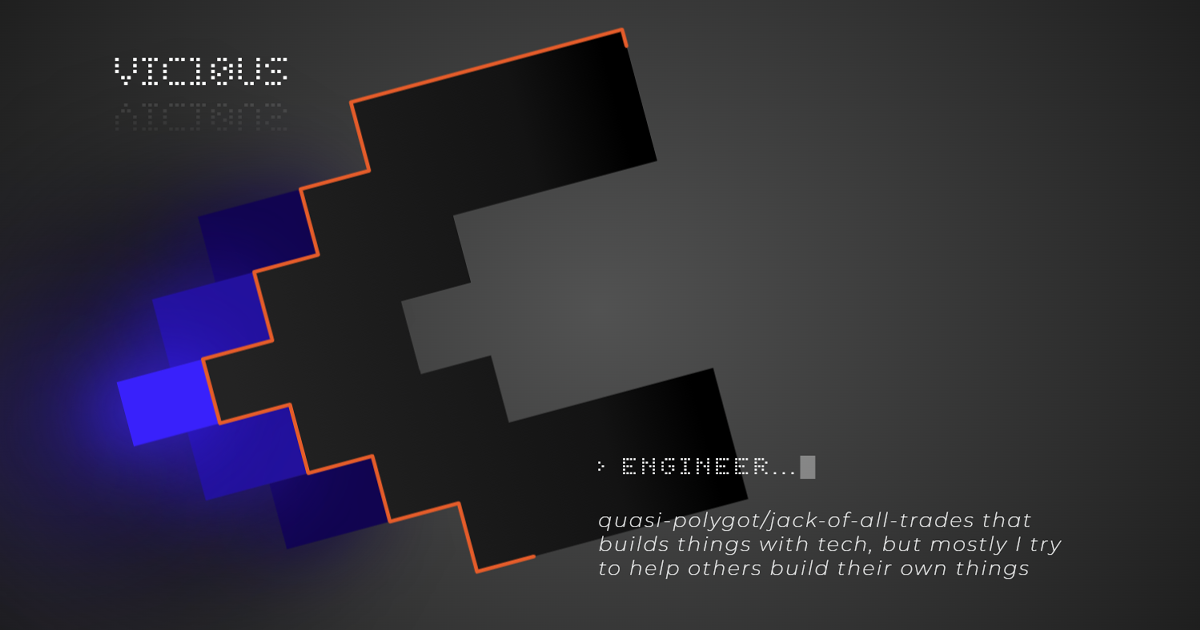 VIC10US
> ENGINEER...
quasi-polygot/jack-of-all-trades that
builds things with tech, but mostly I try
to help others build their own things